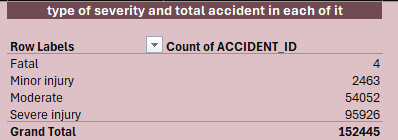 type of severity and total accident in each of it
Row Labels Count of ACCIDENT_ID
Fatal 4
Minor injury 2463
Moderate 54052
Severe injury 95926
Grand Total 152445